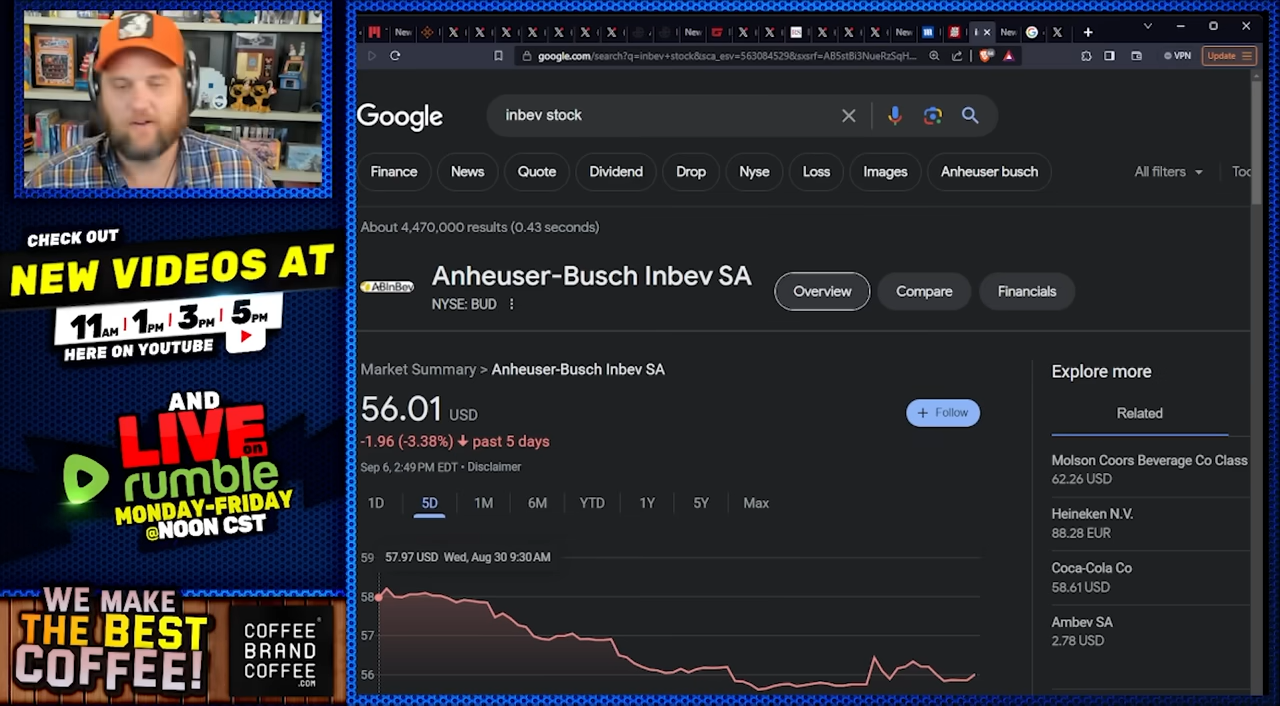 CHECK OUT
NEW VIDEOS AT
11AM | 1PM | 3PM | 5PM
HERE ON YOUTUBE
AND
LIVE on
rumble
MONDAY-FRIDAY
@NOON CST
WE MAKE
THE BEST
COFFEE!
COFFEE
BRAND
COFFEE
.COM
New
New
New
New
New
google.com/search?q=inbev+stock&sca_esv=563084529&sxsrf=AB5stBi3NueRzSqH...
VPN
Update
Google
inbev stock
Finance
News
Quote
Dividend
Drop
Nyse
Loss
Images
Anheuser busch
All filters
Too
About 4,470,000 results (0.43 seconds)
ABInBev
Anheuser-Busch Inbev SA
NYSE: BUD
Overview
Compare
Financials
Market Summary > Anheuser-Busch Inbev SA
56.01 USD
+ Follow
-1.96 (-3.38%) ↓ past 5 days
Sep 6, 2:49 PM EDT • Disclaimer
1D 5D 1M 6M YTD 1Y 5Y Max
59
57.97 USD Wed, Aug 30 9:30 AM
58
57
56
Explore more
Related
Molson Coors Beverage Co Class
62.26 USD
Heineken N.V.
88.28 EUR
Coca-Cola Co
58.61 USD
Ambev SA
2.78 USD